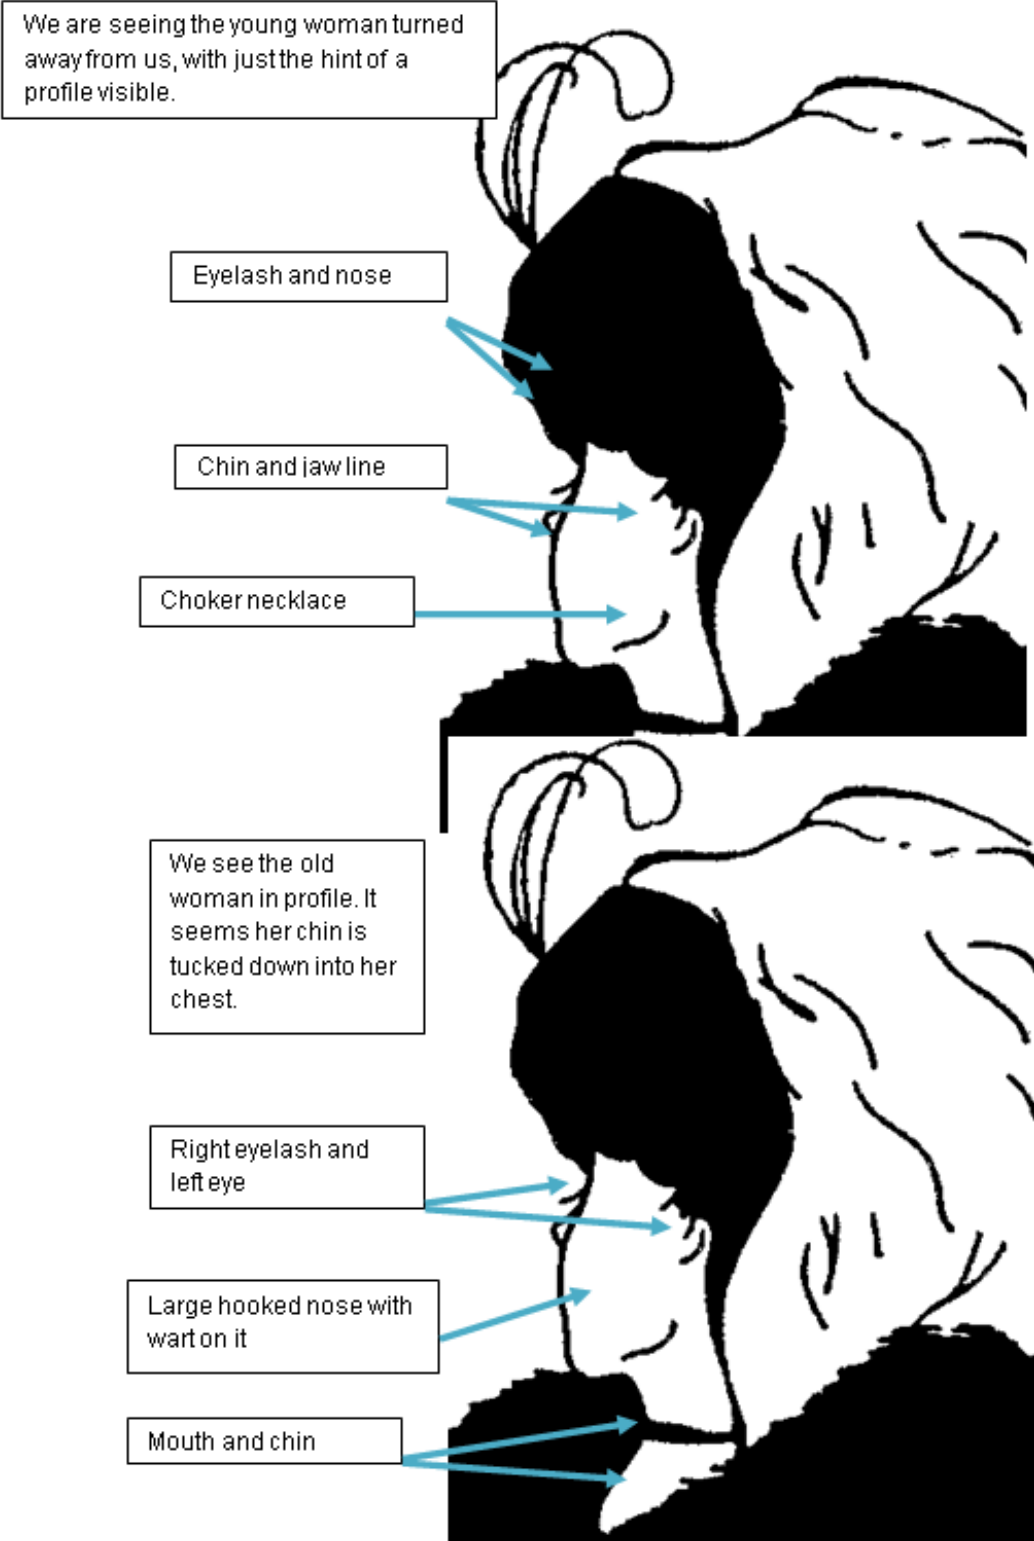 We are seeing the young woman turned
away from us, with just the hint of a
profile visible.
Eyelash and nose
Chin and jaw line
Choker necklace
We see the old
woman in profile. It
seems her chin is
tucked down into her
chest.
Right eyelash and
left eye
Large hooked nose with
wart on it
Mouth and chin